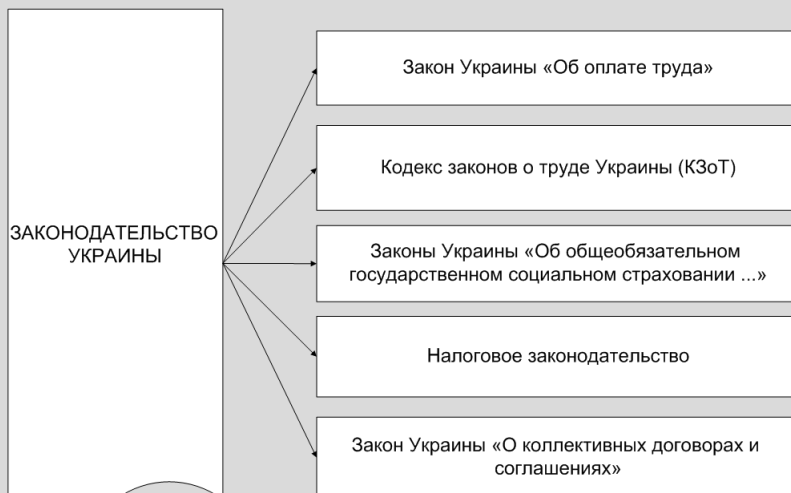 ЗАКОНОДАТЕЛЬСТВО
УКРАИНЫ
Закон Украины «Об оплате труда»
Кодекс законов о труде Украины (КЗоТ)
Законы Украины «Об общеобязательном
государственном социальном страховании ...»
Налоговое законодательство
Закон Украины «О коллективных договорах и
соглашениях»